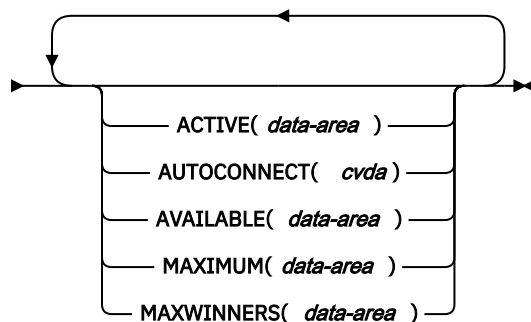 ACTIVE( data-area )
AUTOCONNECT( cvda )
AVAILABLE( data-area )
MAXIMUM( data-area )
MAXWINNERS( data-area )